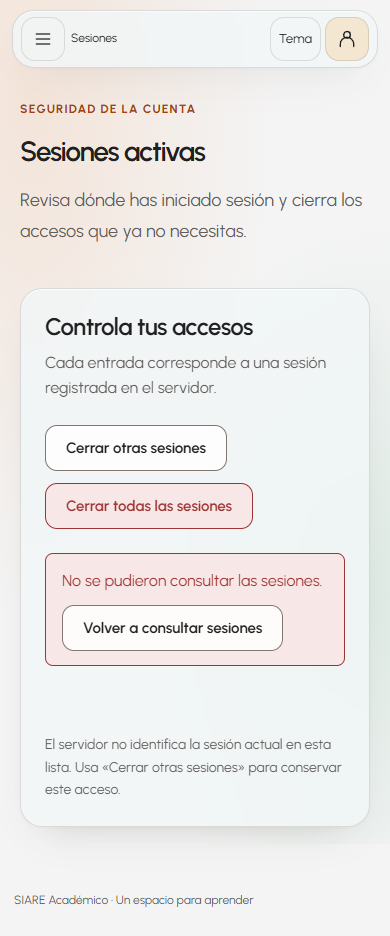 Sesiones
Tema
SEGURIDAD DE LA CUENTA
Sesiones activas
Revisa dónde has iniciado sesión y cierra los
accesos que ya no necesitas.
Controla tus accesos
Cada entrada corresponde a una sesión
registrada en el servidor.
Cerrar otras sesiones
Cerrar todas las sesiones
No se pudieron consultar las sesiones.
Volver a consultar sesiones
El servidor no identifica la sesión actual en esta
lista. Usa «Cerrar otras sesiones» para conservar
este acceso.
SIARE Académico · Un espacio para aprender